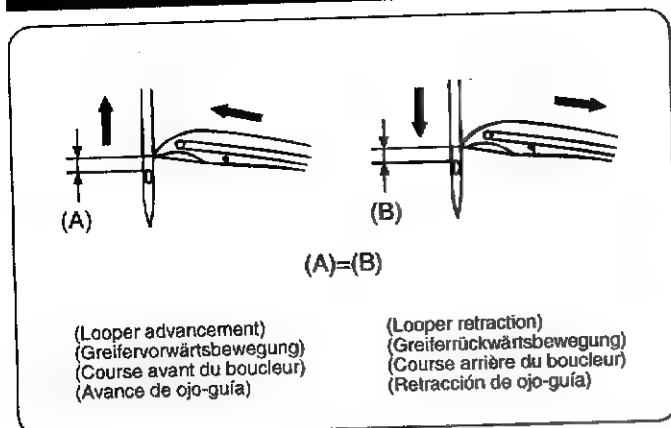 (A)
(B)
(A)=(B)
(Looper advancement)
(Greifervorwärtsbewegung)
(Course avant du boucleur)
(Avance de ojo-guía)
(Looper retraction)
(Greiferrückwärtsbewegung)
(Course arrière du boucleur)
(Retracción de ojo-guía)